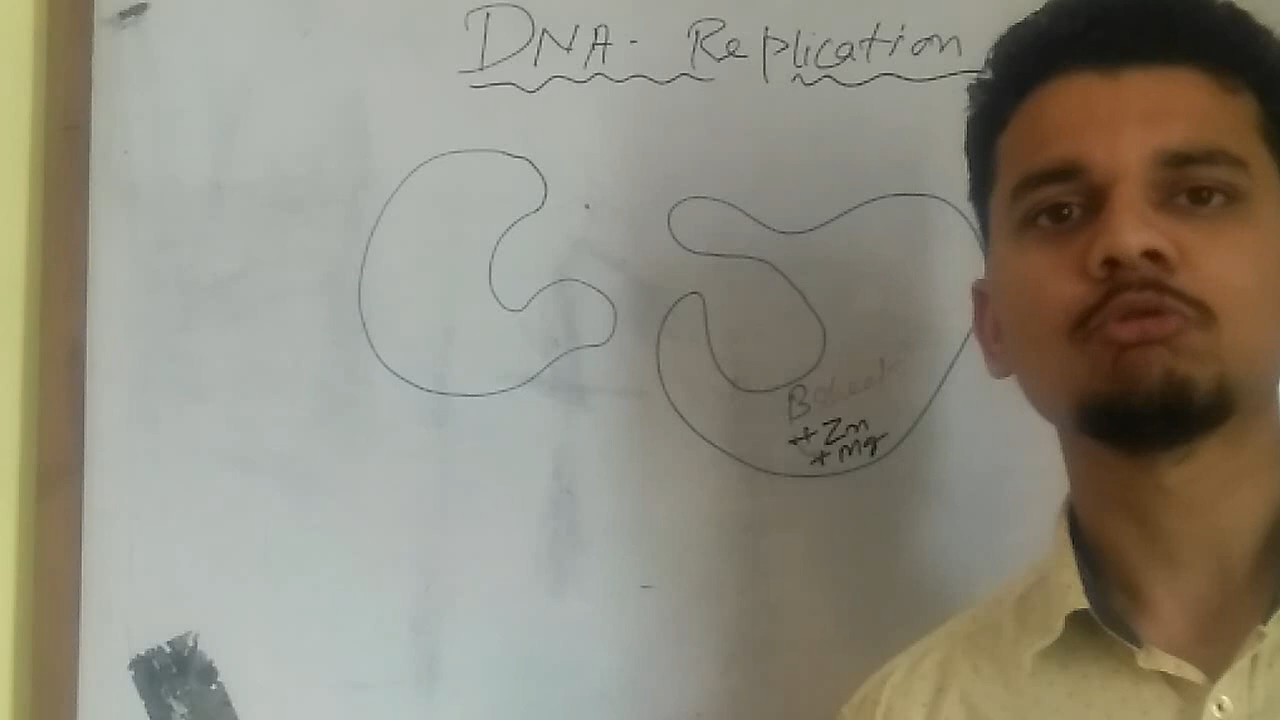 DNA- Replication
B
+ Zn
+ Mg